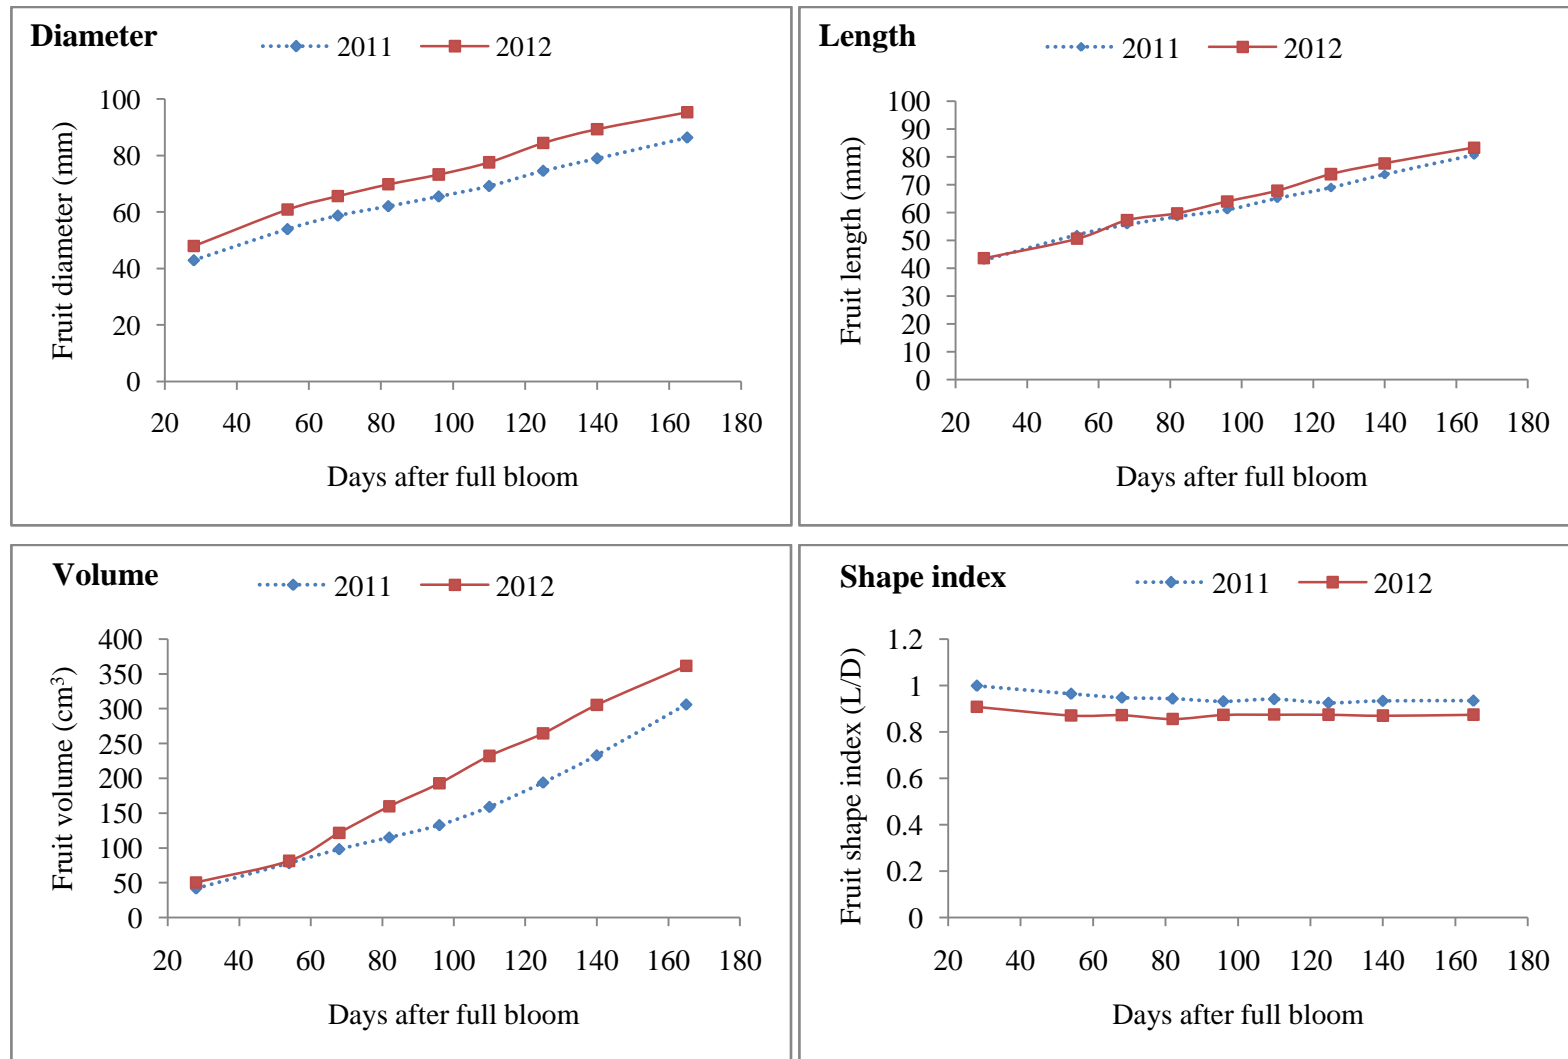 Diameter
2011 2012
Fruit diameter (mm)
100
80
60
40
20
0
20 40 60 80 100 120 140 160 180
Days after full bloom
Length
2011 2012
Fruit length (mm)
100
90
80
70
60
50
40
30
20
10
0
20 40 60 80 100 120 140 160 180
Days after full bloom
Volume
2011 2012
Fruit volume (cm³)
400
350
300
250
200
150
100
50
0
20 40 60 80 100 120 140 160 180
Days after full bloom
Shape index
2011 2012
Fruit shape index (L/D)
1.2
1
0.8
0.6
0.4
0.2
0
20 40 60 80 100 120 140 160 180
Days after full bloom